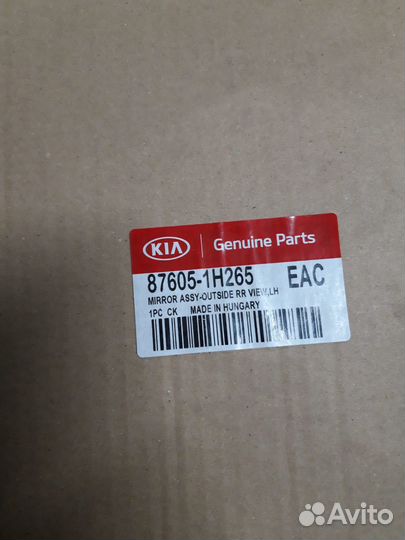 KIA Genuine Parts
87605-1H265 EAC
MIRROR ASSY-OUTSIDE RR VIEW,LH
1PC CK MADE IN HUNGARY
Avito